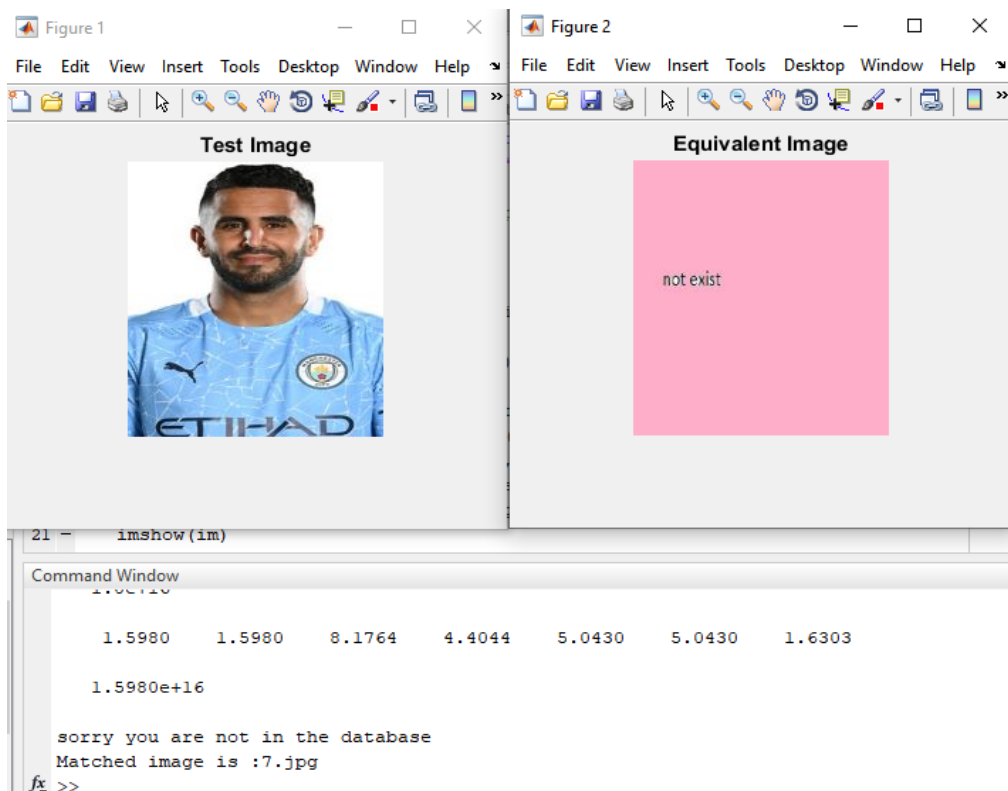 Figure 1
File Edit View Insert Tools Desktop Window Help
Test Image
MANCHESTER
CITY
ETIHAD
Figure 2
File Edit View Insert Tools Desktop Window Help
Equivalent Image
not exist
21 – imshow(im)
Command Window
1.5980 1.5980 8.1764 4.4044 5.0430 5.0430 1.6303
1.5980e+16
sorry you are not in the database
Matched image is :7.jpg
fx >>